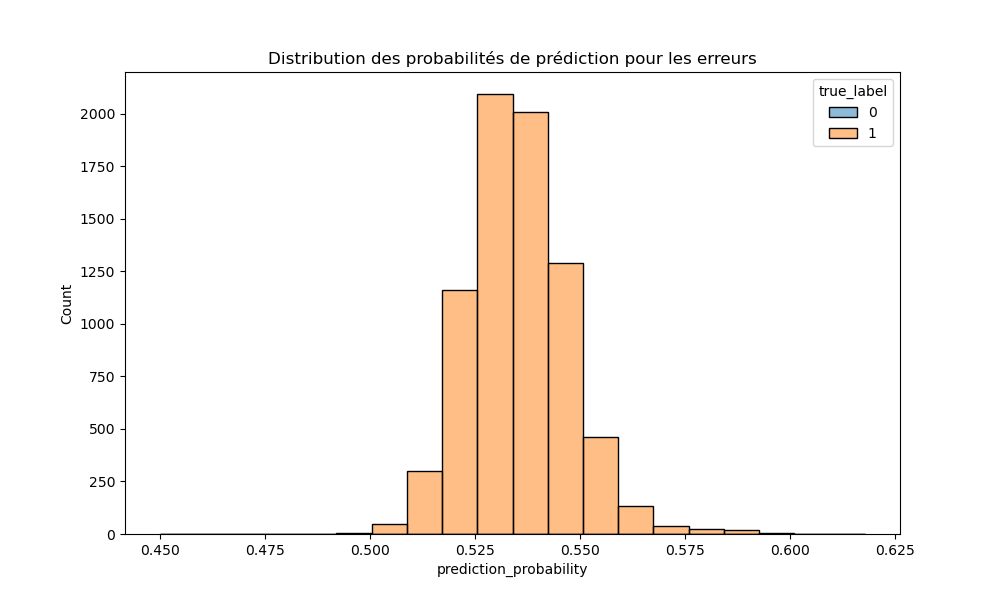 Distribution des probabilités de prédiction pour les erreurs
true_label
0
1
2000
1750
1500
1250
1000
750
500
250
0
Count
0.450 0.475 0.500 0.525 0.550 0.575 0.600 0.625
prediction_probability